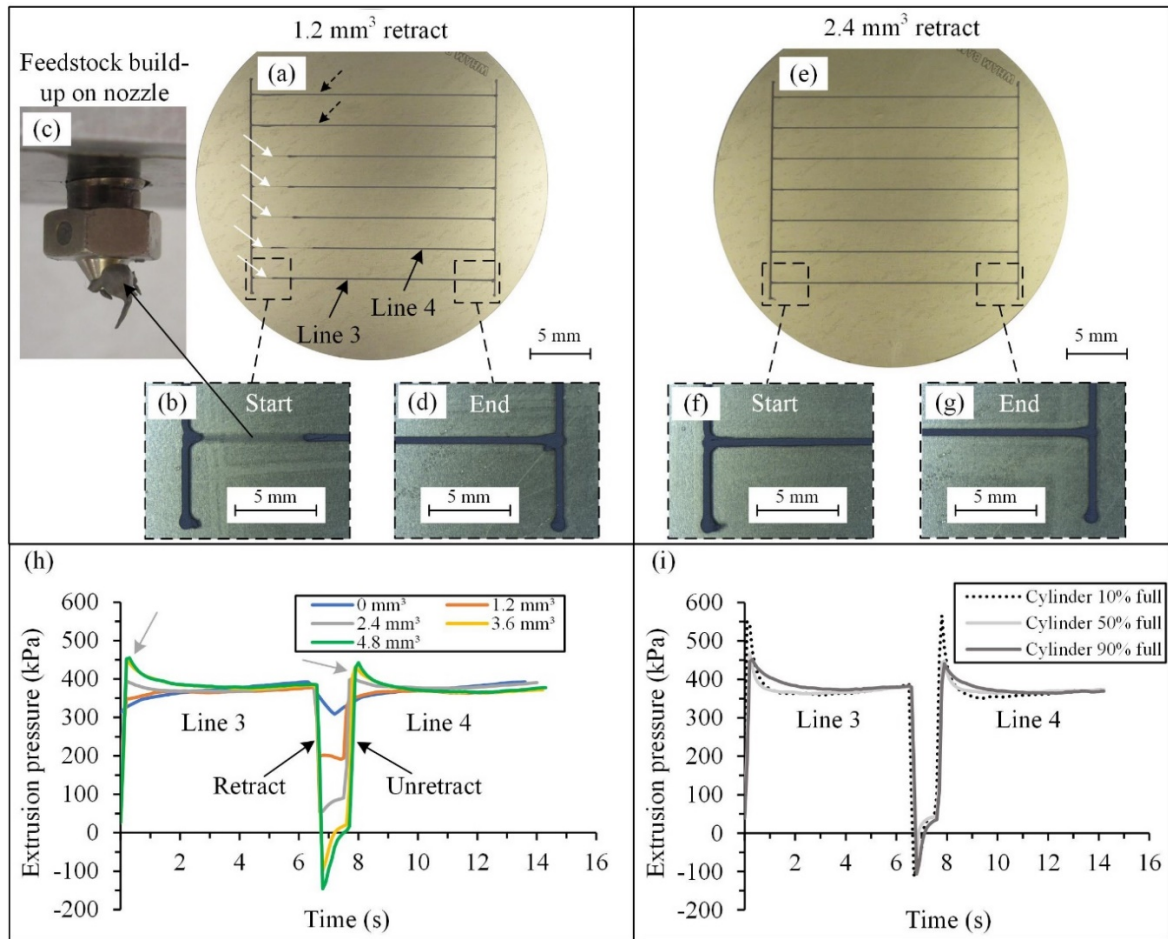 1.2 mm³ retract
2.4 mm³ retract
Feedstock build-
up on nozzle
(c)
(a)
(e)
Line 4
Line 3
5 mm
5 mm
(b)
Start
5 mm
(d)
End
5 mm
(f)
Start
5 mm
(g)
End
5 mm
(h)
Extrusion pressure (kPa)
600
500
400
300
200
100
0
-100
-200
0 mm³
1.2 mm³
2.4 mm³
3.6 mm³
4.8 mm³
Line 3
Line 4
Retract
Unretract
2
4
6
8
10
12
14
16
Time (s)
(i)
Extrusion pressure (kPa)
600
500
400
300
200
100
0
-100
-200
Cylinder 10% full
Cylinder 50% full
Cylinder 90% full
Line 3
Line 4
2
4
6
8
10
12
14
16
Time (s)